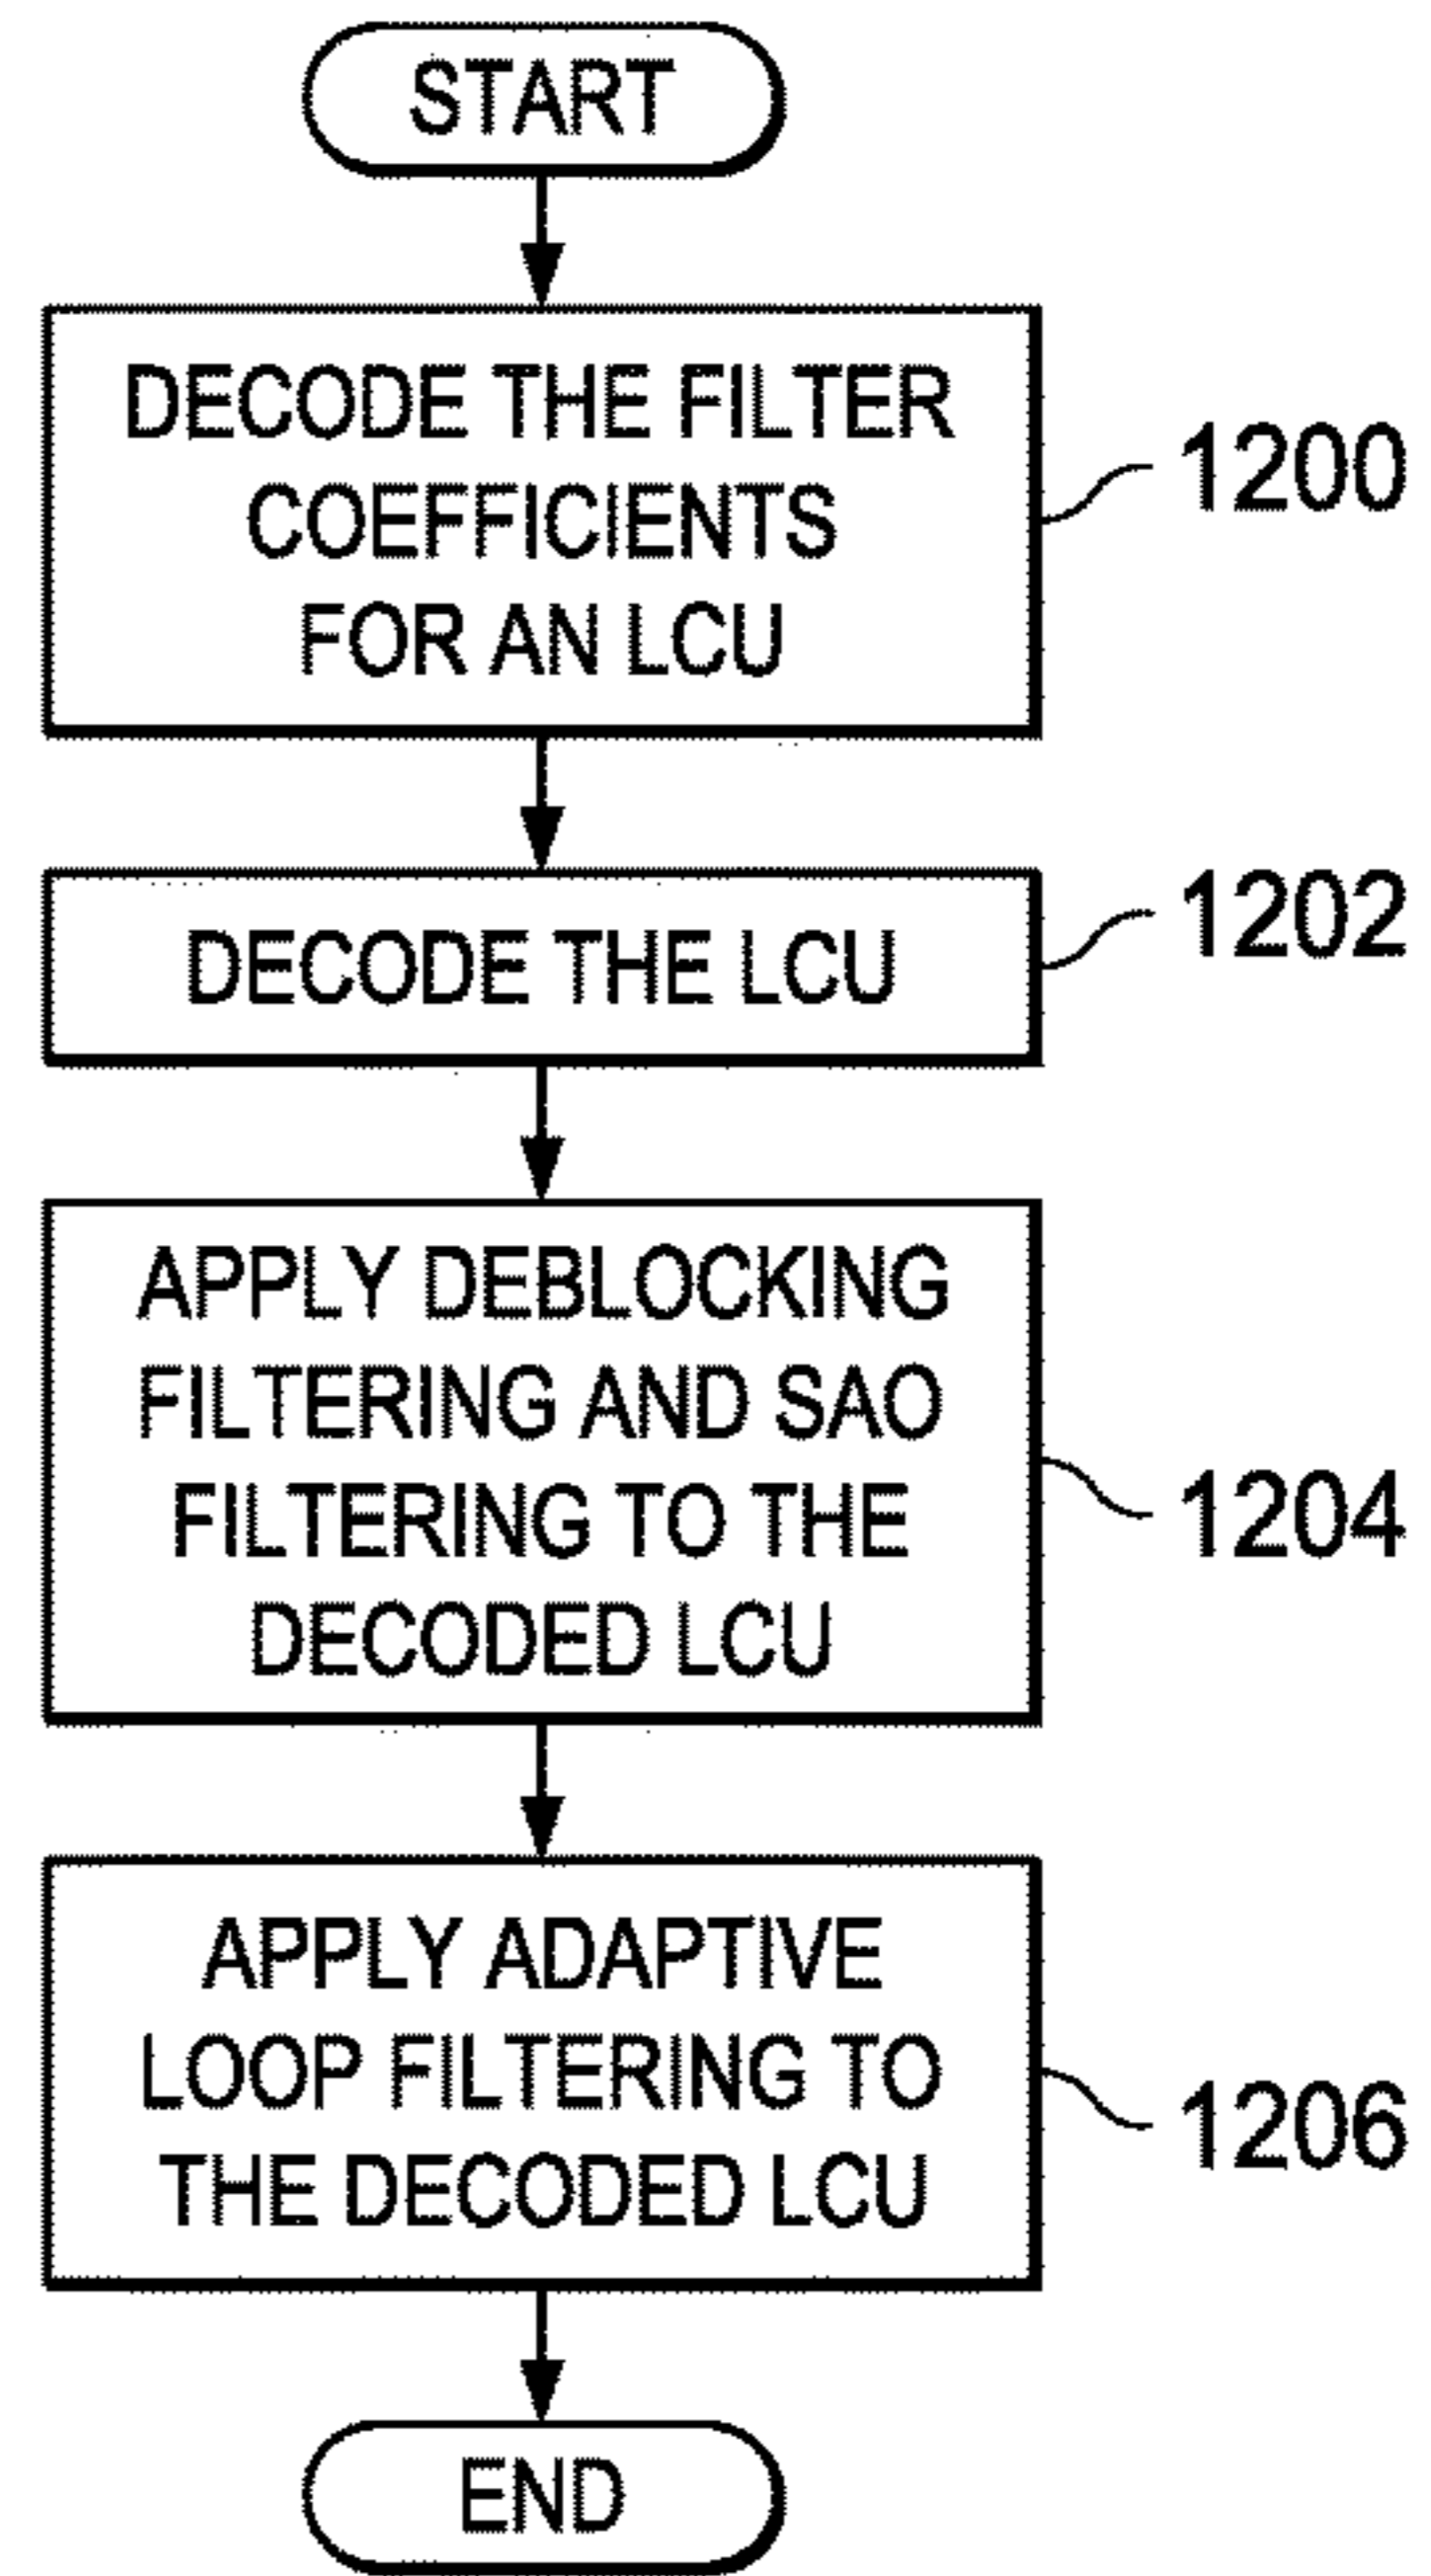 START
DECODE THE FILTER
COEFFICIENTS
FOR AN LCU
1200
DECODE THE LCU
1202
APPLY DEBLOCKING
FILTERING AND SAO
FILTERING TO THE
DECODED LCU
1204
APPLY ADAPTIVE
LOOP FILTERING TO
THE DECODED LCU
1206
END